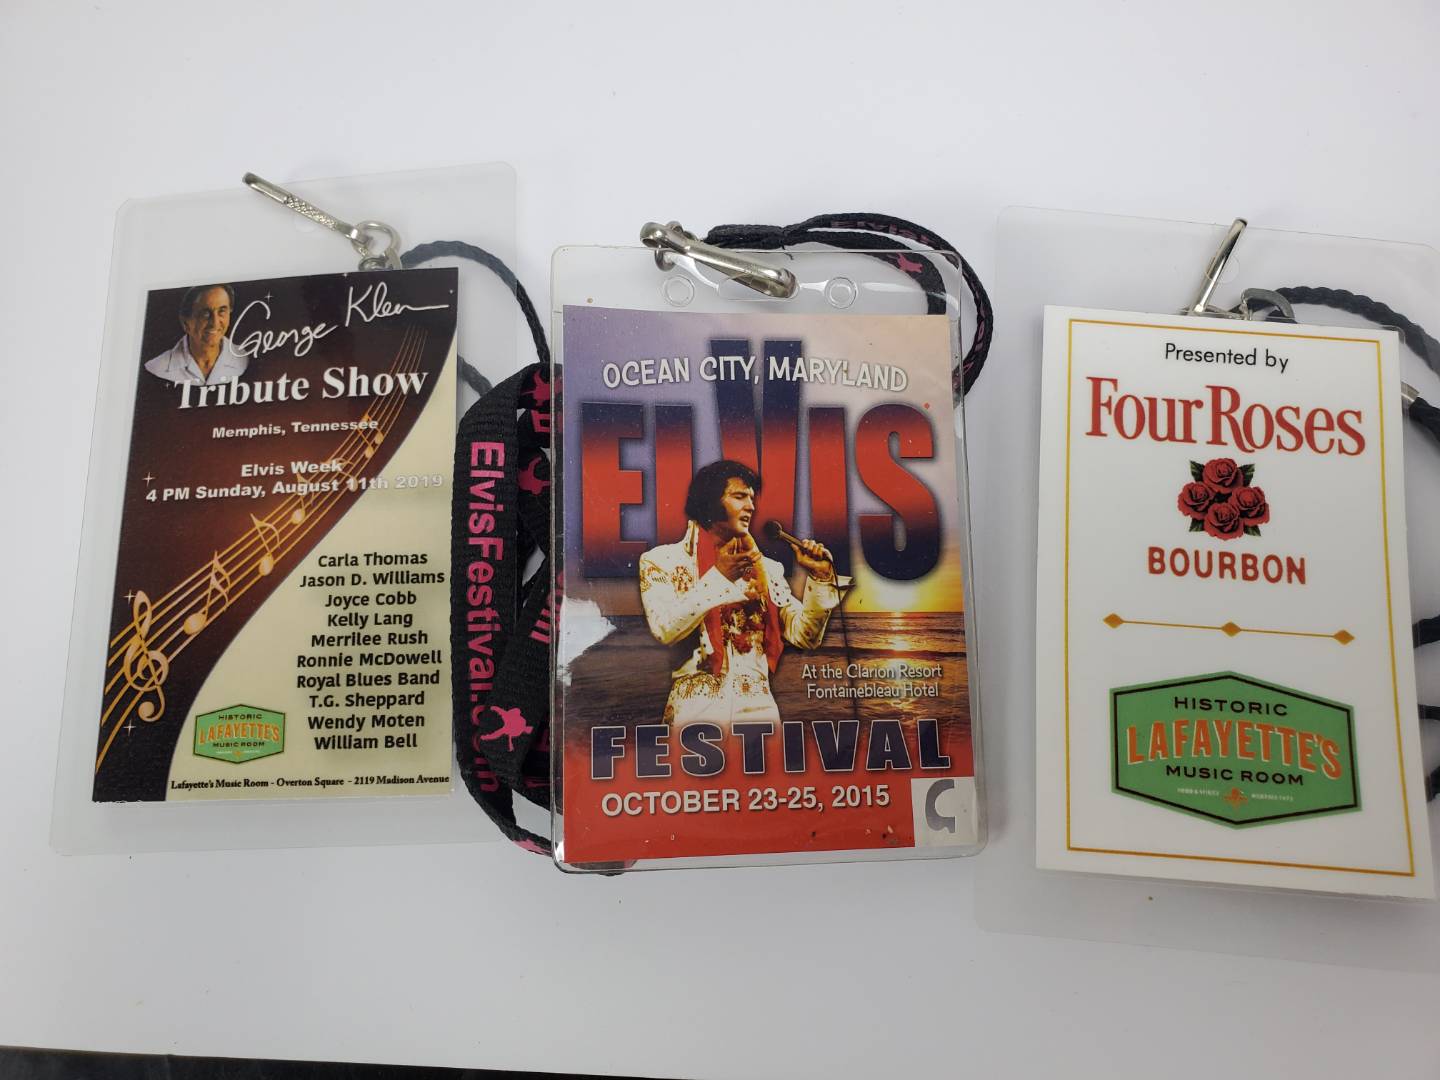 George Klein
Tribute Show
Memphis, Tennessee
Elvis Week
4 PM Sunday, August 11th 2019
Carla Thomas
Jason D. Williams
Joyce Cobb
Kelly Lang
Merrilee Rush
Ronnie McDowell
Royal Blues Band
T.G. Sheppard
Wendy Moten
William Bell
HISTORIC
LAFAYETTE'S
MUSIC ROOM
Lafayette's Music Room - Overton Square - 2119 Madison Avenue
ElvisFestival.com
OCEAN CITY, MARYLAND
ELVIS
At the Clarion Resort
Fontainebleau Hotel
FESTIVAL
OCTOBER 23-25, 2015
Presented by
Four Roses
BOURBON
HISTORIC
LAFAYETTE'S
MUSIC ROOM